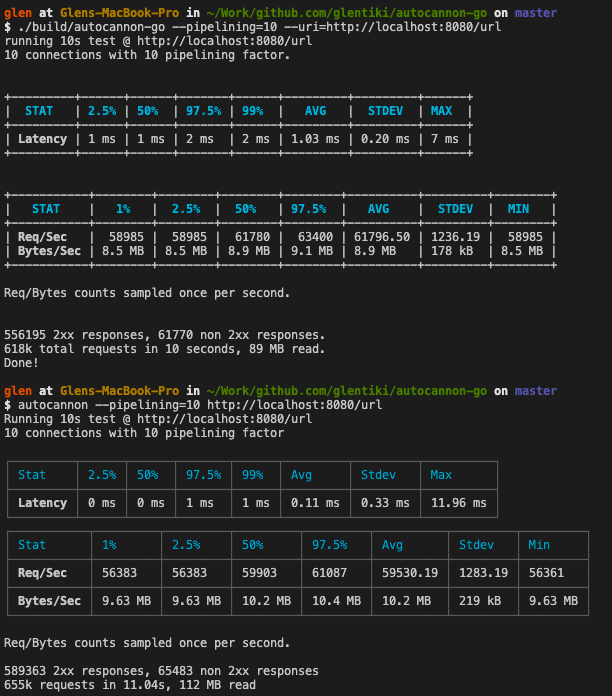 glen at Glens-MacBook-Pro in ~/Work/github.com/glentiki/autocannon-go on master
$ ./build/autocannon-go --pipelining=10 --uri=http://localhost:8080/url
running 10s test @ http://localhost:8080/url
10 connections with 10 pipelining factor.
STAT | 2.5% | 50% | 97.5% | 99% | AVG | STDEV | MAX
Latency | 1 ms | 1 ms | 2 ms | 2 ms | 1.03 ms | 0.20 ms | 7 ms
STAT | 1% | 2.5% | 50% | 97.5% | AVG | STDEV | MIN
Req/Sec | 58985 | 58985 | 61780 | 63400 | 61796.50 | 1236.19 | 58985
Bytes/Sec | 8.5 MB | 8.5 MB | 8.9 MB | 9.1 MB | 8.9 MB | 178 kB | 8.5 MB
Req/Bytes counts sampled once per second.
556195 2xx responses, 61770 non 2xx responses.
618k total requests in 10 seconds, 89 MB read.
Done!
glen at Glens-MacBook-Pro in ~/Work/github.com/glentiki/autocannon-go on master
$ autocannon --pipelining=10 http://localhost:8080/url
Running 10s test @ http://localhost:8080/url
10 connections with 10 pipelining factor
Stat | 2.5% | 50% | 97.5% | 99% | Avg | Stdev | Max
Latency | 0 ms | 0 ms | 1 ms | 1 ms | 0.11 ms | 0.33 ms | 11.96 ms
Stat | 1% | 2.5% | 50% | 97.5% | Avg | Stdev | Min
Req/Sec | 56383 | 56383 | 59903 | 61087 | 59530.19 | 1283.19 | 56361
Bytes/Sec | 9.63 MB | 9.63 MB | 10.2 MB | 10.4 MB | 10.2 MB | 219 kB | 9.63 MB
Req/Bytes counts sampled once per second.
589363 2xx responses, 65483 non 2xx responses
655k requests in 11.04s, 112 MB read